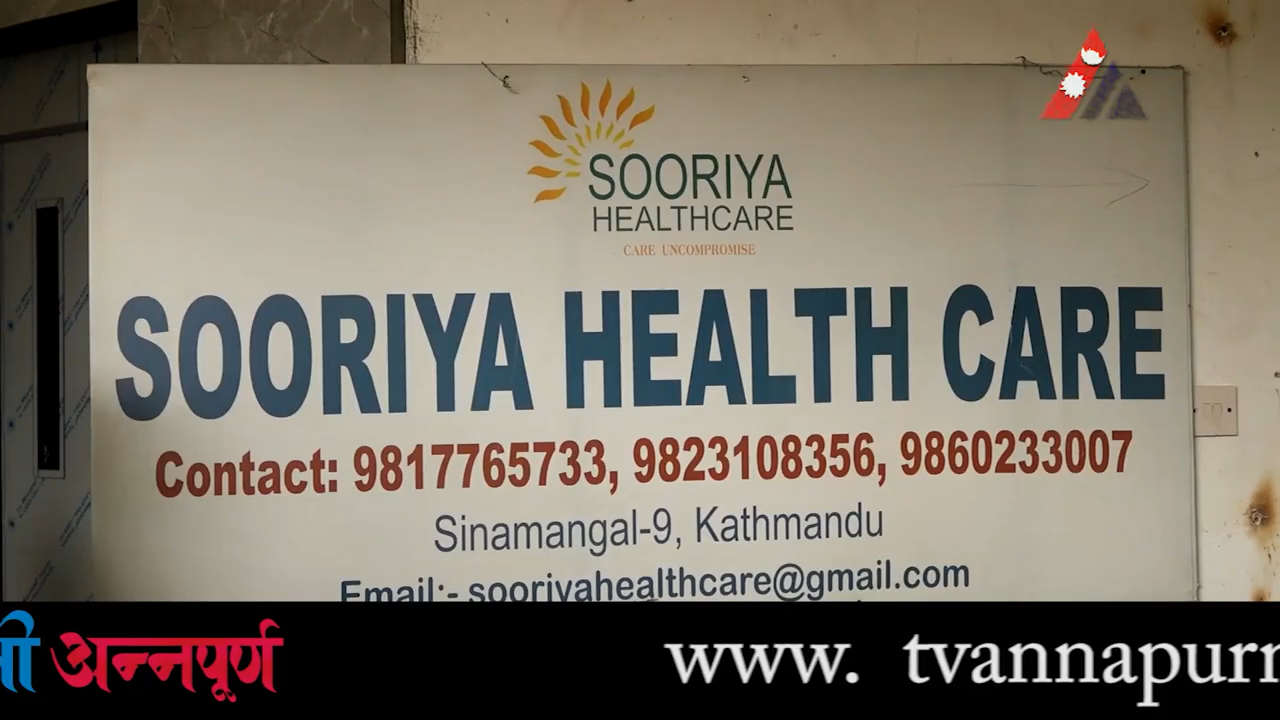 SOORIYA
HEALTHCARE
CARE UNCOMPROMISE
SOORIYA HEALTH CARE
Contact: 9817765733, 9823108356, 9860233007
Sinamangal-9, Kathmandu
Email:- sooriyahealthcare@gmail.com
अन्नपूर्ण www. tvannapurn